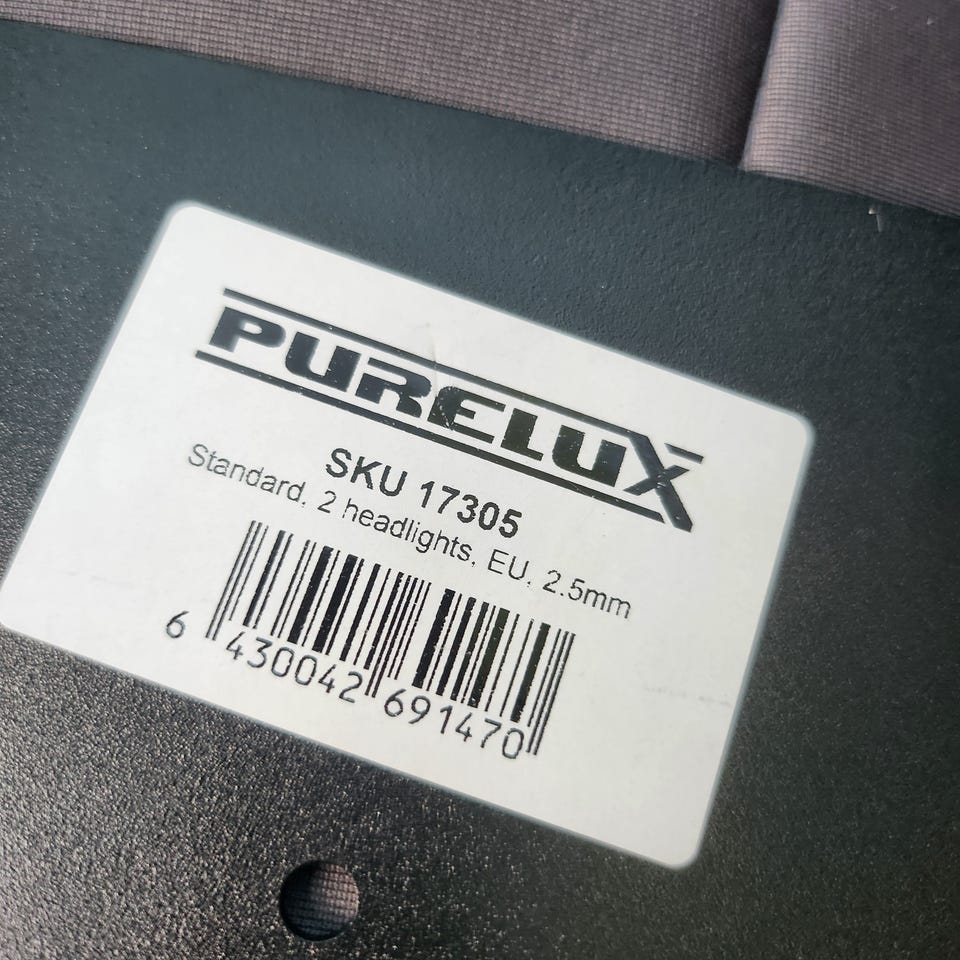 PURELUX
SKU 17305
Standard, 2 headlights, EU, 2.5mm
6 430042 691470